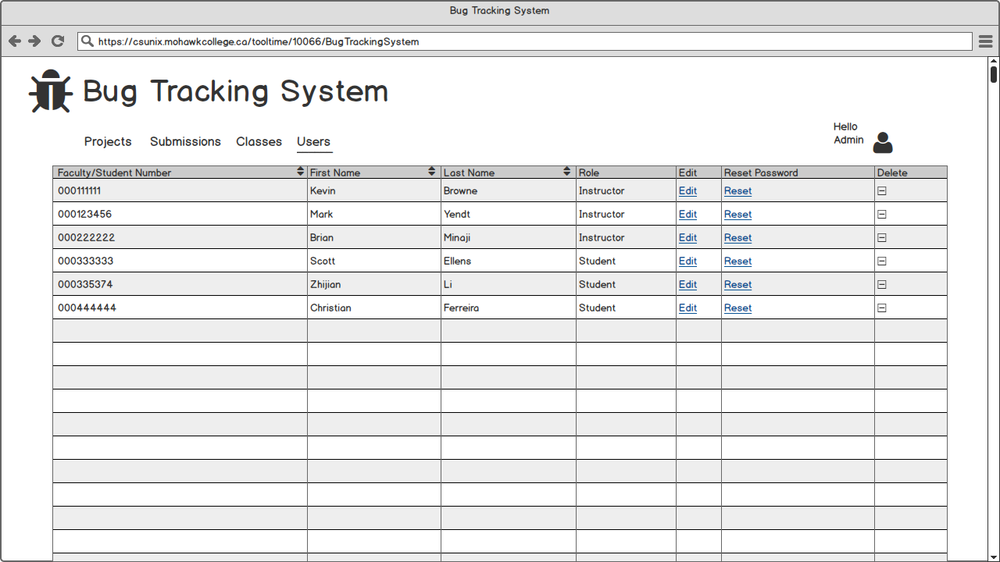 Bug Tracking System
https://csunix.mohawkcollege.ca/tooltime/10066/BugTrackingSystem
Bug Tracking System
Hello
Admin
Projects Submissions Classes Users
Faculty/Student Number First Name Last Name Role Edit Reset Password Delete
000111111 Kevin Browne Instructor Edit Reset
000123456 Mark Yendt Instructor Edit Reset
000222222 Brian Minaji Instructor Edit Reset
000333333 Scott Ellens Student Edit Reset
000335374 Zhijian Li Student Edit Reset
000444444 Christian Ferreira Student Edit Reset